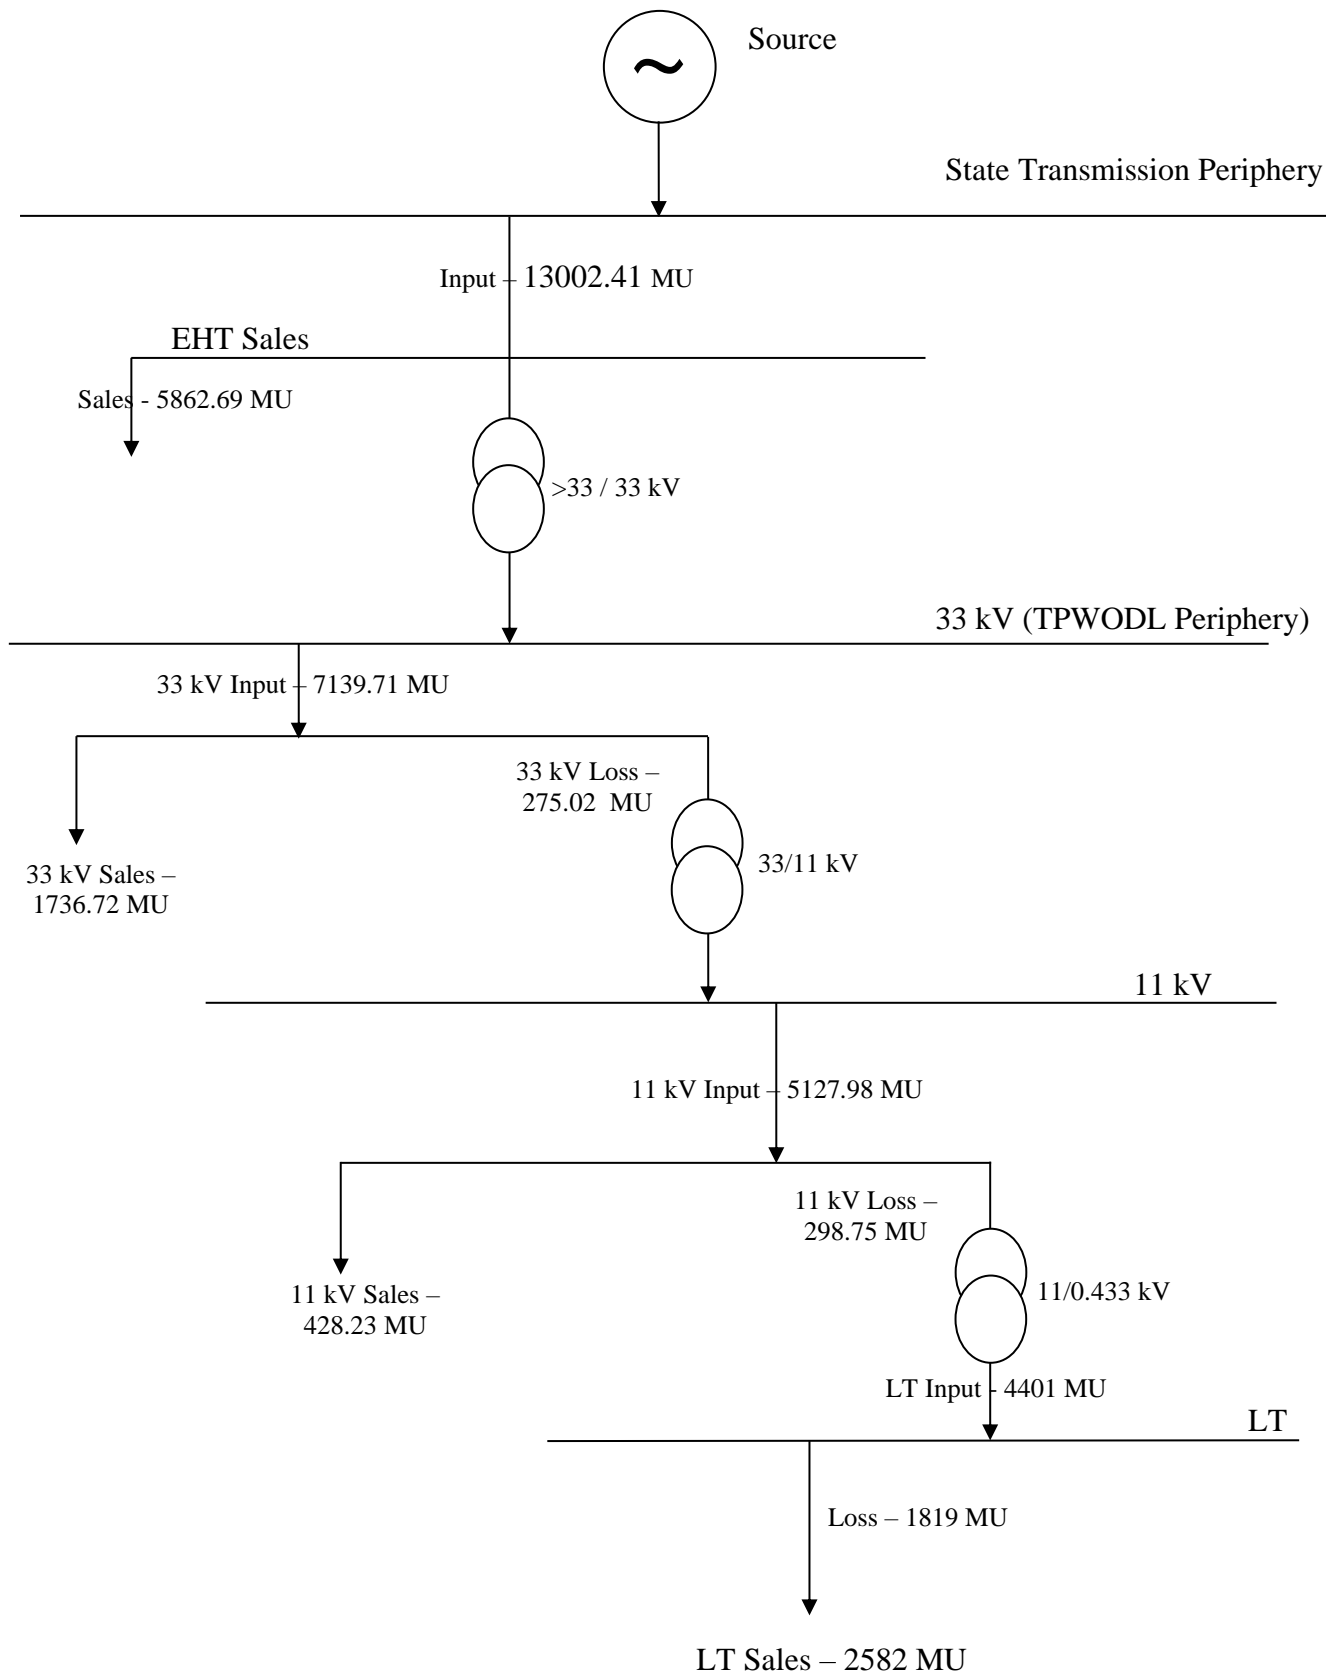 Source
State Transmission Periphery
Input – 13002.41 MU
EHT Sales
Sales - 5862.69 MU
>33 / 33 kV
33 kV (TPWODL Periphery)
33 kV Input – 7139.71 MU
33 kV Loss –
275.02 MU
33/11 kV
33 kV Sales –
1736.72 MU
11 kV
11 kV Input – 5127.98 MU
11 kV Loss –
298.75 MU
11 kV Sales –
428.23 MU
11/0.433 kV
LT Input - 4401 MU
LT
Loss – 1819 MU
LT Sales – 2582 MU